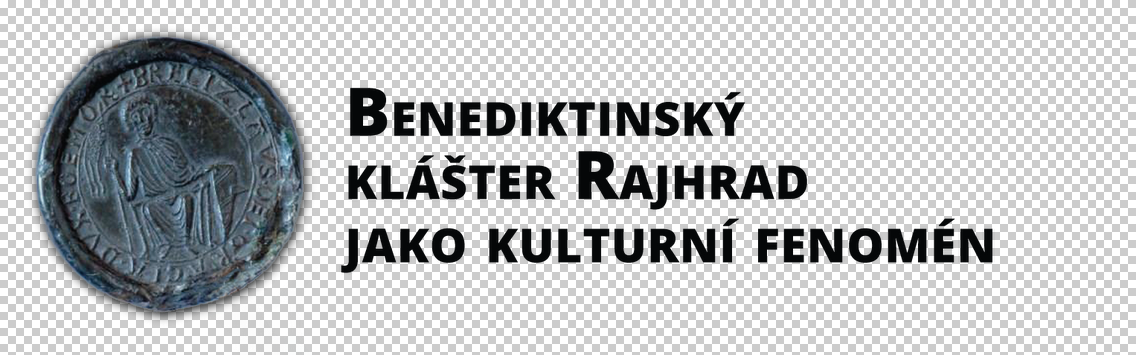 Benediktinský
klášter Rajhrad
jako kulturní fenomén